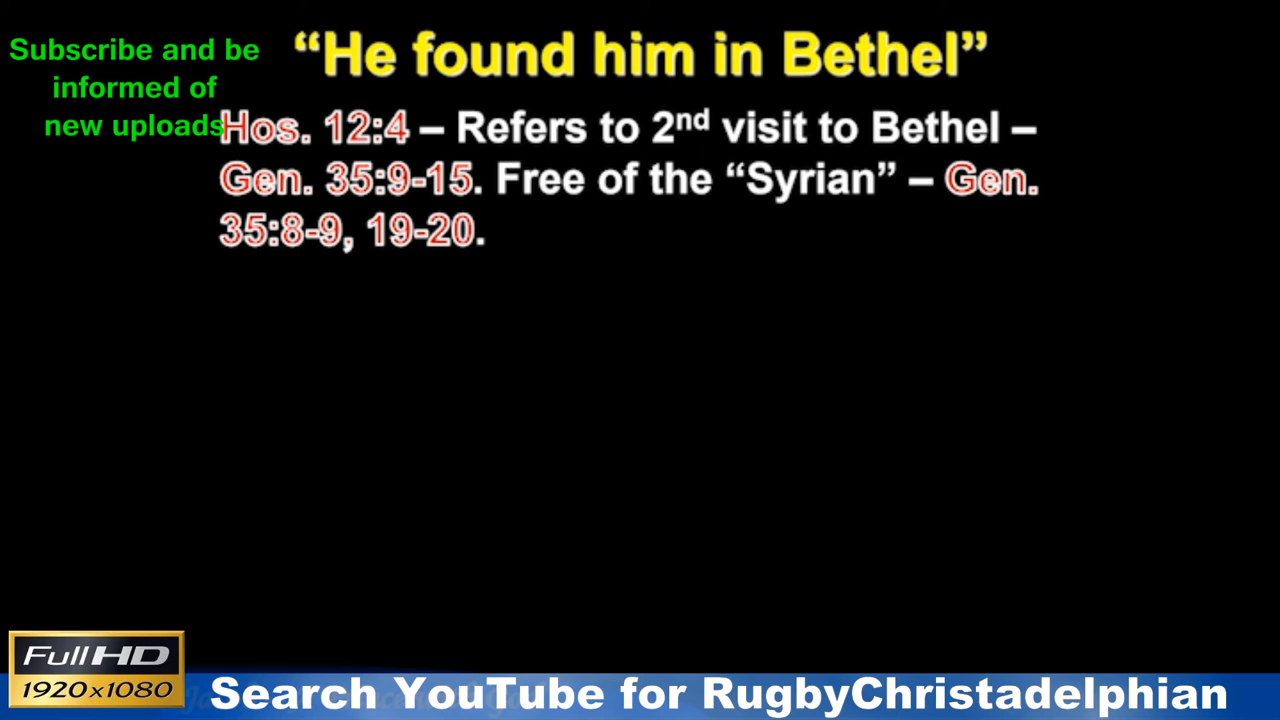 Subscribe and be
informed of
new uploads
“He found him in Bethel”
Hos. 12:4 – Refers to 2nd visit to Bethel –
Gen. 35:9-15. Free of the “Syrian” – Gen.
35:8-9, 19-20.
Full HD
1920x1080
Search YouTube for RugbyChristadelphian